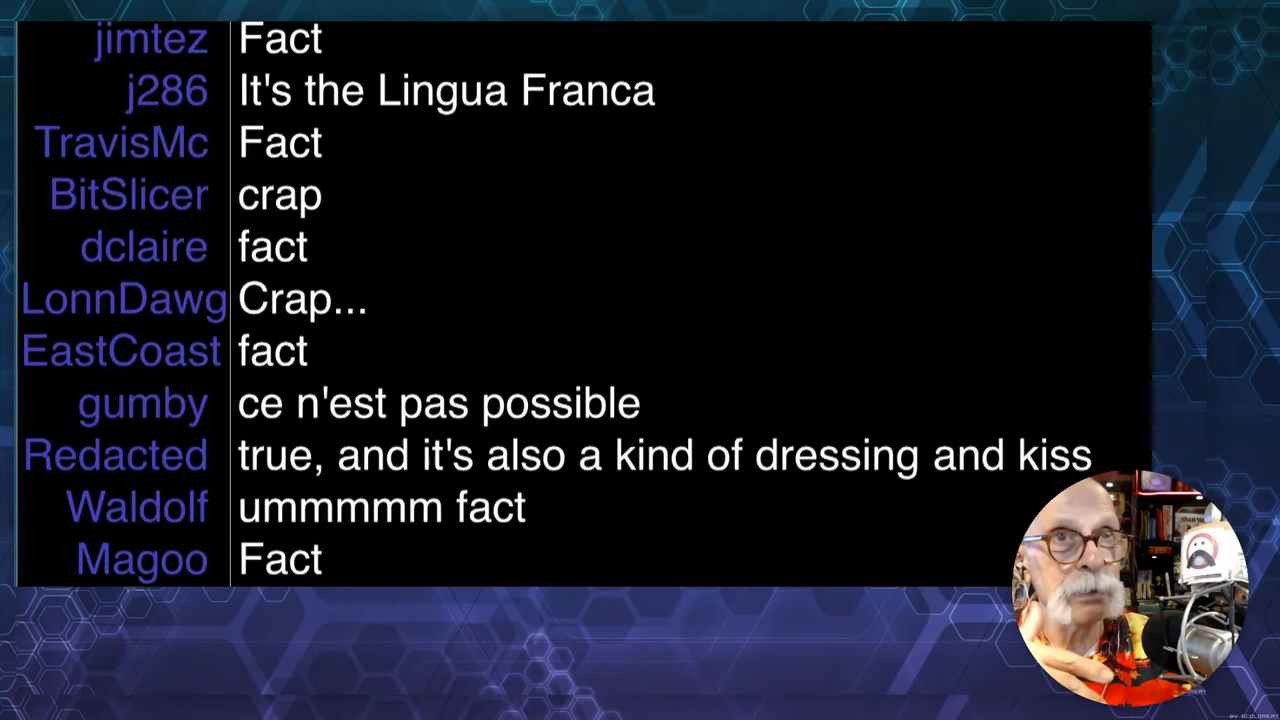 jimtez Fact
j286 It's the Lingua Franca
TravisMc Fact
BitSlicer crap
dclaire fact
LonnDawg Crap...
EastCoast fact
gumby ce n'est pas possible
Redacted true, and it's also a kind of dressing and kiss
Waldolf ummmmm fact
Magoo Fact